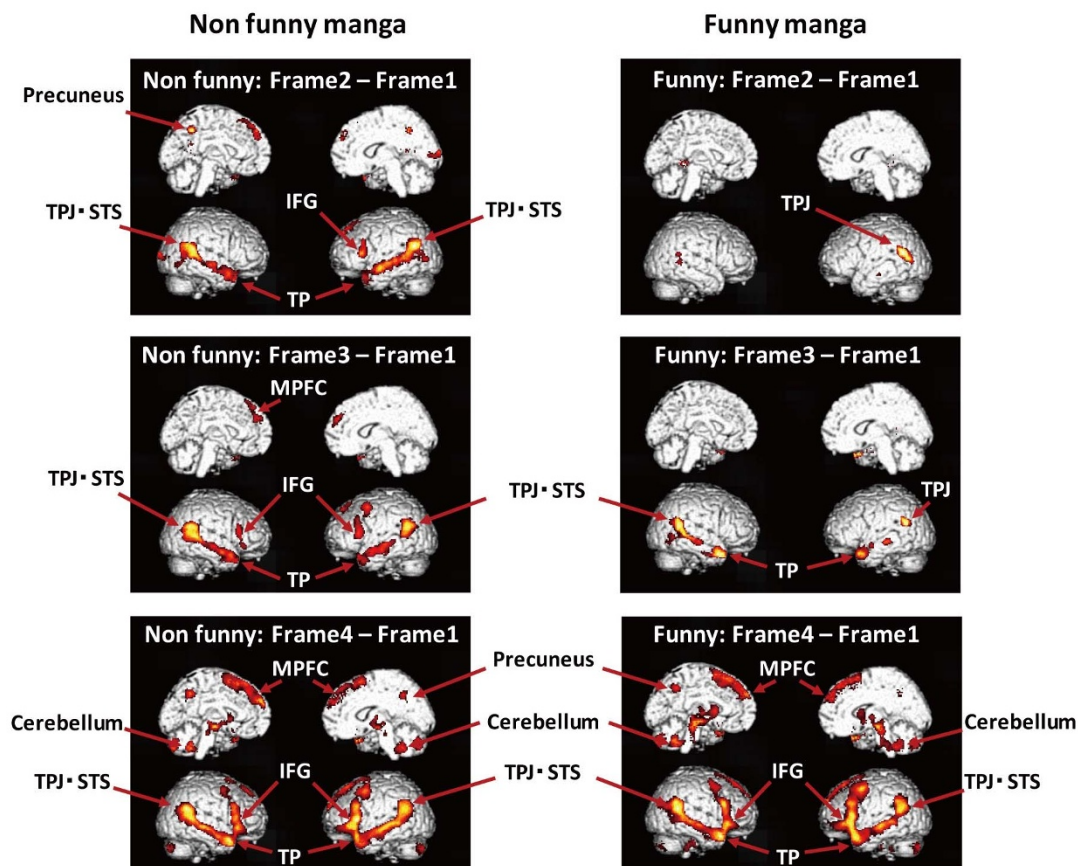 Non funny manga
Funny manga
Non funny: Frame2 – Frame1
Precuneus
TPJ・STS
IFG
TPJ・STS
TP
Funny: Frame2 – Frame1
TPJ
Non funny: Frame3 – Frame1
MPFC
TPJ・STS
IFG
TPJ・STS
TP
Funny: Frame3 – Frame1
TPJ
TP
Non funny: Frame4 – Frame1
MPFC
Precuneus
Cerebellum
Cerebellum
TPJ・STS
IFG
TPJ・STS
TP
Funny: Frame4 – Frame1
MPFC
Cerebellum
IFG
TPJ・STS
TP